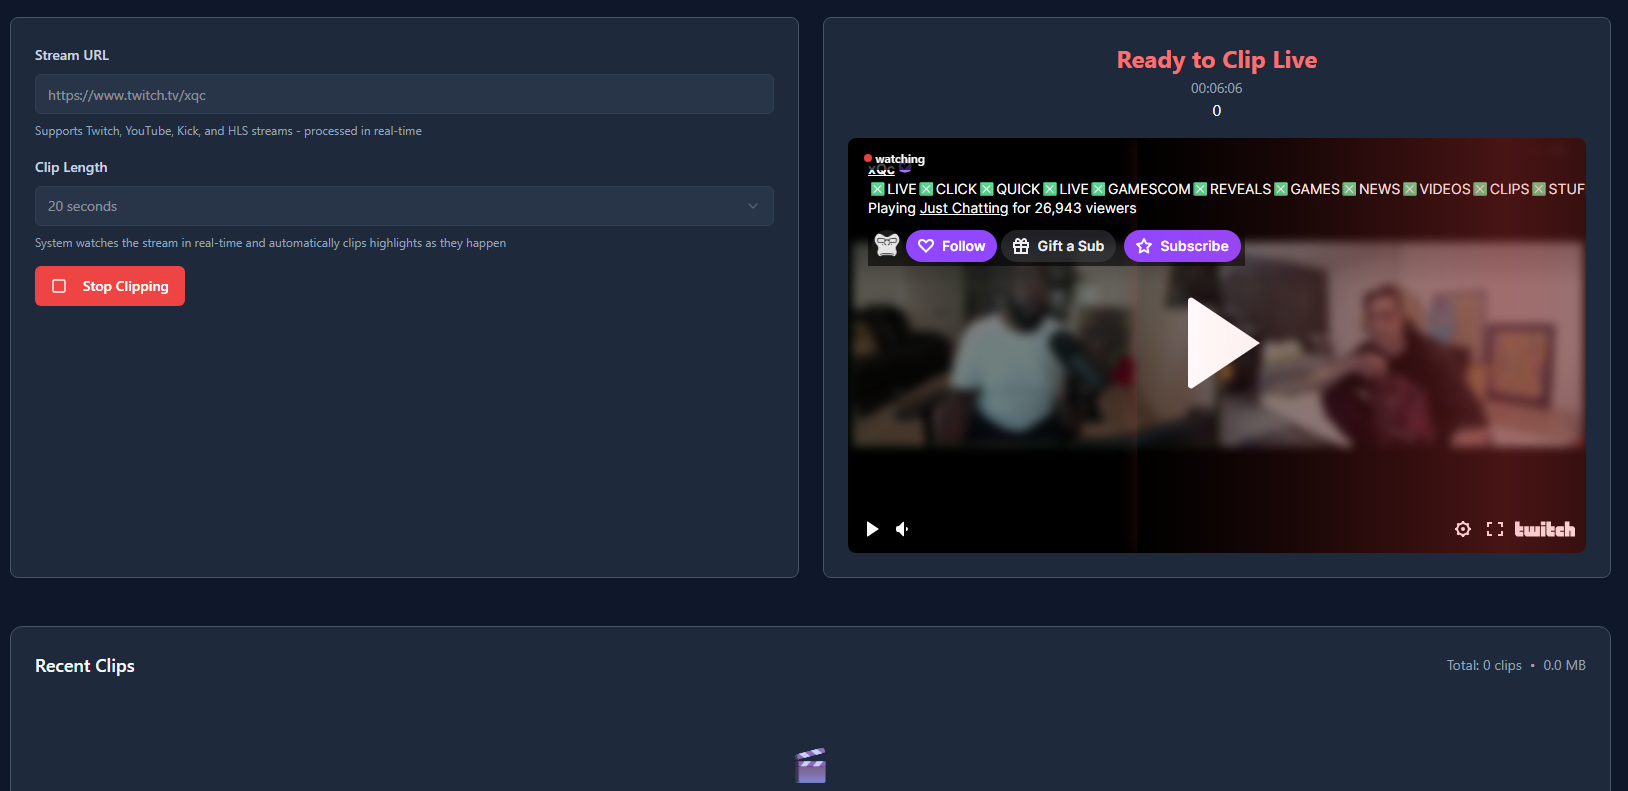 Stream URL
https://www.twitch.tv/xqc
Supports Twitch, YouTube, Kick, and HLS streams - processed in real-time
Clip Length
20 seconds
System watches the stream in real-time and automatically clips highlights as they happen
Stop Clipping
Ready to Clip Live
00:06:06
0
watching
xQc
❎LIVE❎CLICK❎QUICK❎LIVE❎GAMESCOM❎REVEALS❎GAMES❎NEWS❎VIDEOS❎CLIPS❎STUF
Playing Just Chatting for 26,943 viewers
Follow
Gift a Sub
Subscribe
twitch
Recent Clips
Total: 0 clips • 0.0 MB